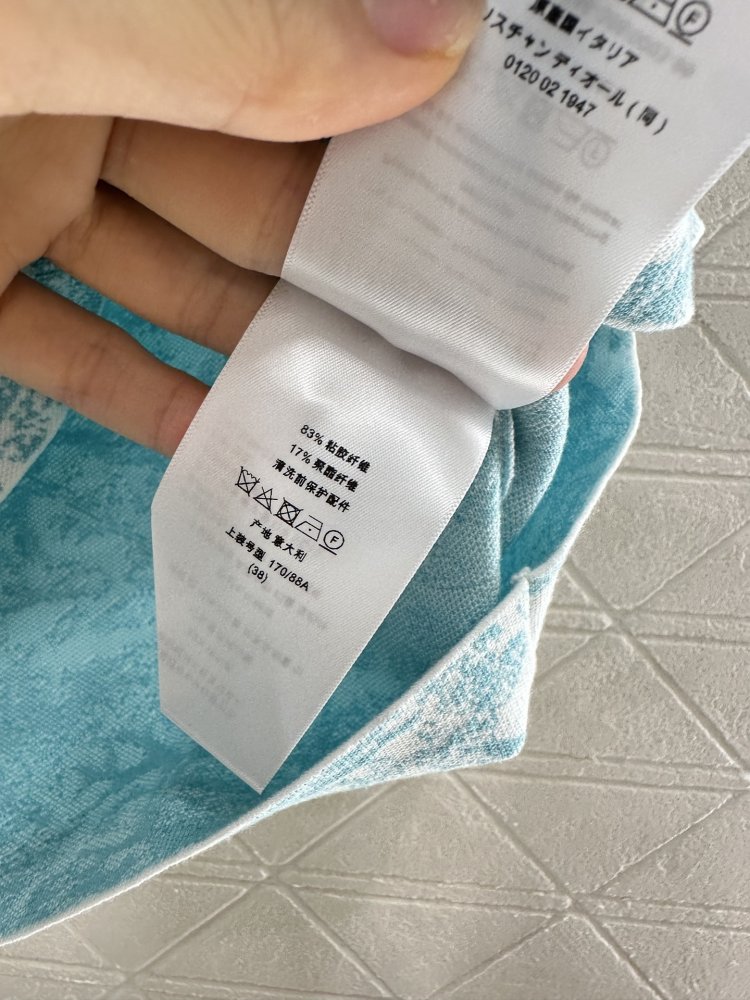 原産国イタリア
リスチャン ディオール ( 同 )
0120 02 1947
83% 粘胶纤维
17% 聚酯纤维
清洗前保护配件
F
产地意大利
上装号型 170/88A
(38)